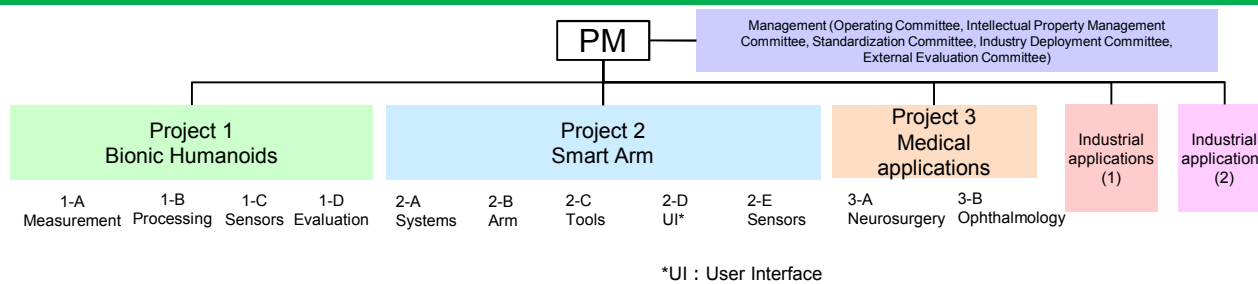 PM
Management (Operating Committee, Intellectual Property Management
Committee, Standardization Committee, Industry Deployment Committee,
External Evaluation Committee)
Project 1
Bionic Humanoids
1-A
Measurement
1-B
Processing
1-C
Sensors
1-D
Evaluation
Project 2
Smart Arm
2-A
Systems
2-B
Arm
2-C
Tools
2-D
UI*
2-E
Sensors
Project 3
Medical
applications
3-A
Neurosurgery
3-B
Ophthalmology
Industrial
applications
(1)
Industrial
application
(2)
*UI : User Interface